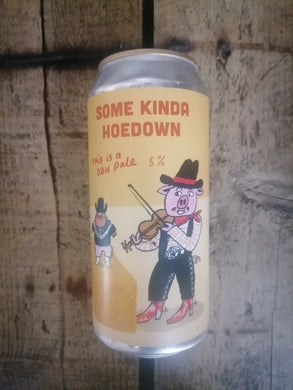 SOME KINDA
HOEDOWN
THIS IS A
DDH Pale 5%